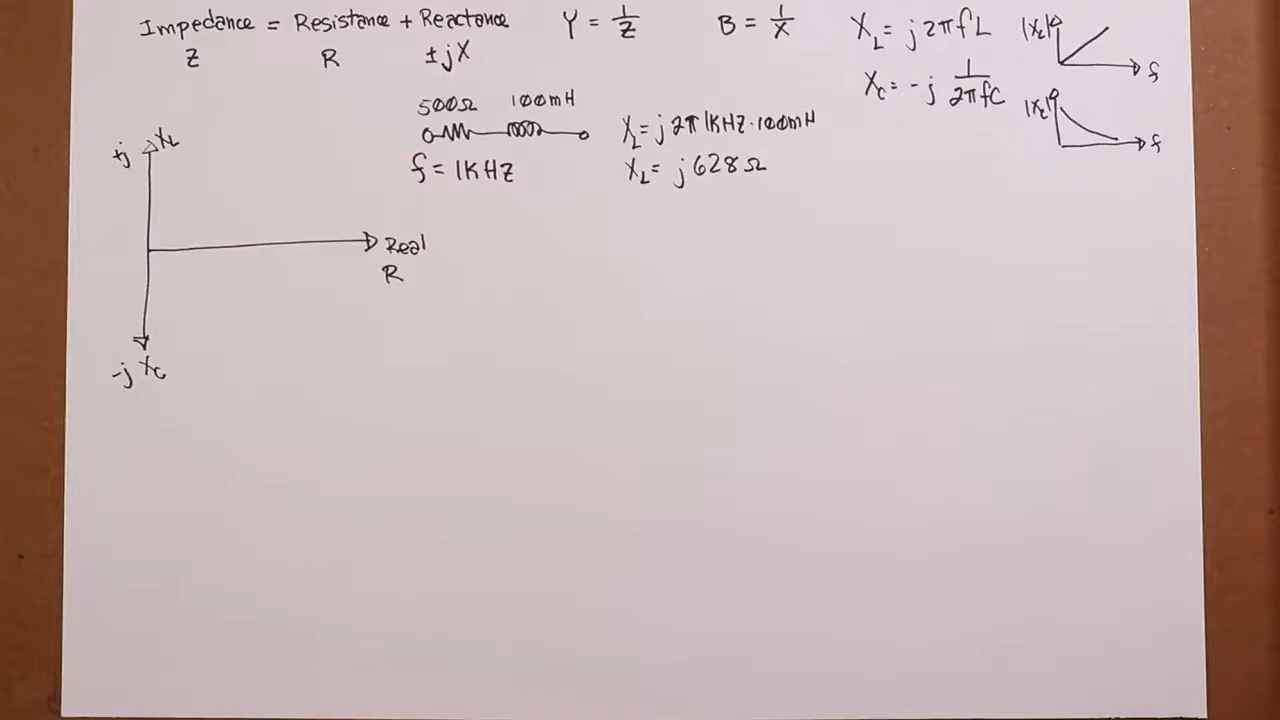 Impedance = Resistance + Reactance
Z R ±jX
Y = 1/Z
B = 1/X
X_L = j2πfL
X_C = -j 1/2πfC
|X_L|
f
|X_C|
f
500Ω 100mH
f = 1KHZ
X_L = j2π1KHZ·100mH
X_L = j628Ω
+j X_L
Real
R
-j X_C